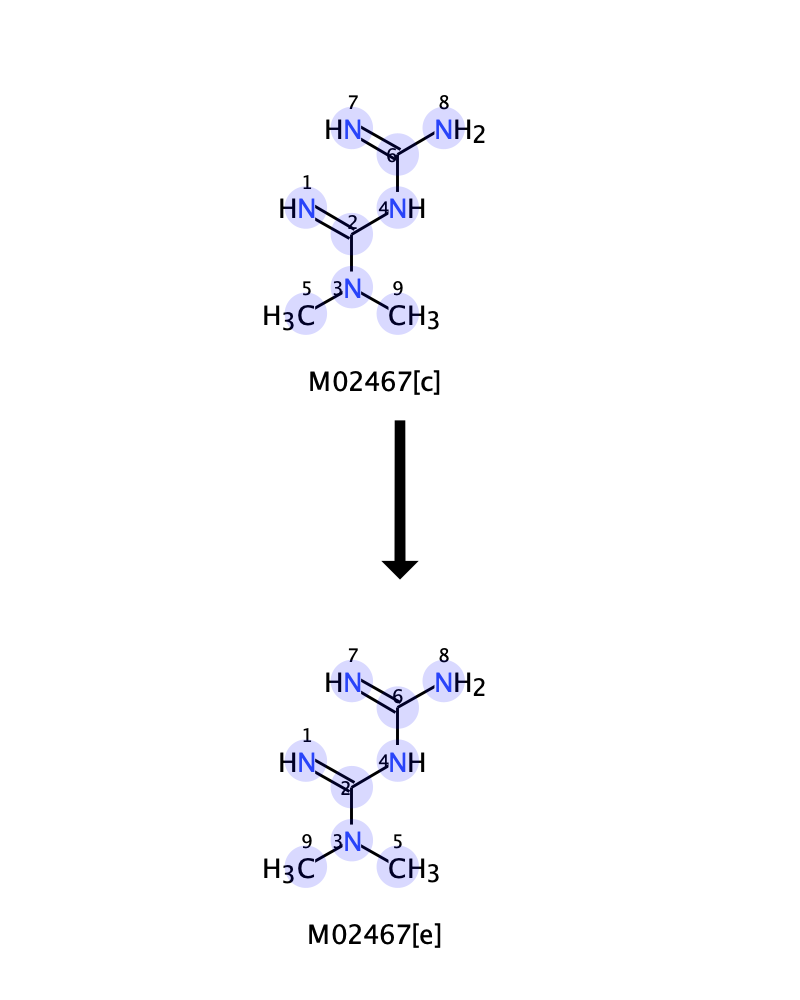 7 8
HN NH2
6
1
HN 2 4NH
5 3N 9
H3C CH3
M02467[c]
7 8
HN NH2
6
1
HN 4NH
2
9 3N 5
H3C CH3
M02467[e]